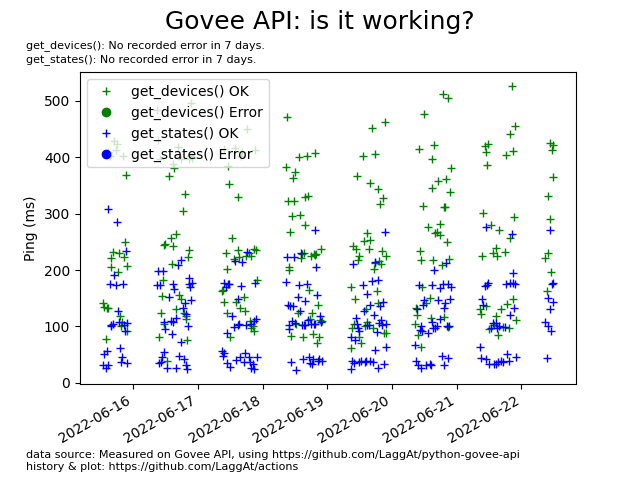 Govee API: is it working?
get_devices(): No recorded error in 7 days.
get_states(): No recorded error in 7 days.
get_devices() OK
get_devices() Error
get_states() OK
get_states() Error
Ping (ms)
500
400
300
200
100
0
2022-06-16
2022-06-17
2022-06-18
2022-06-19
2022-06-20
2022-06-21
2022-06-22
data source: Measured on Govee API, using https://github.com/LaggAt/python-govee-api
history & plot: https://github.com/LaggAt/actions